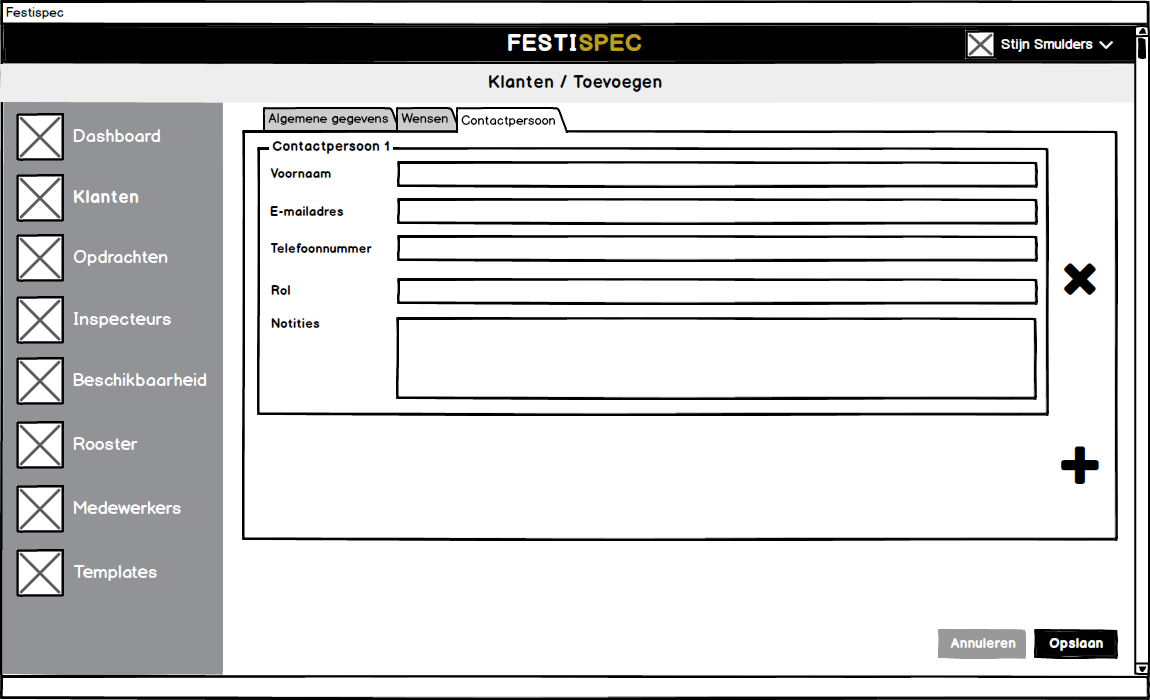 Festispec
FESTISPEC
Stijn Smulders
Klanten / Toevoegen
Dashboard
Klanten
Opdrachten
Inspecteurs
Beschikbaarheid
Rooster
Medewerkers
Templates
Algemene gegevens
Wensen
Contactpersoon
Contactpersoon 1
Voornaam
E-mailadres
Telefoonnummer
Rol
Notities
Annuleren
Opslaan